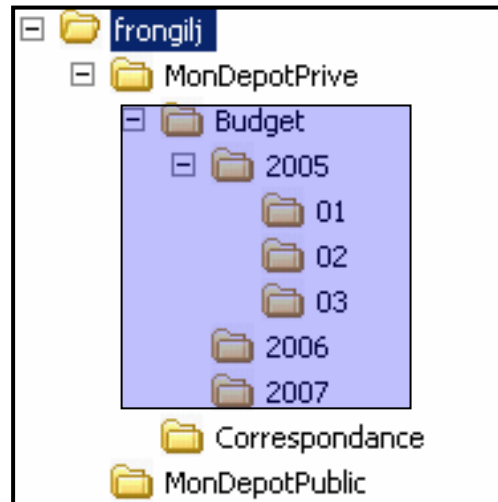 frongilj
MonDepotPrive
Budget
2005
01
02
03
2006
2007
Correspondance
MonDepotPublic